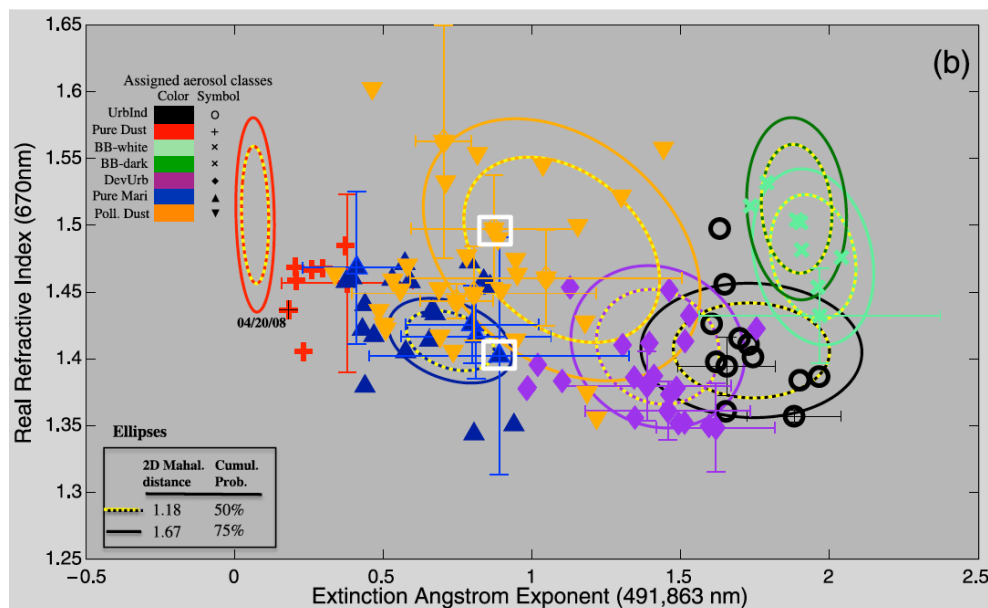 (b)
Assigned aerosol classes
Color Symbol
UrbInd
Pure Dust
BB-white
BB-dark
DevUrb
Pure Mari
Poll. Dust
04/20/08
Ellipses
2D Mahal. Cumul.
distance Prob.
1.18 50%
1.67 75%
Real Refractive Index (670nm)
1.65
1.6
1.55
1.5
1.45
1.4
1.35
1.3
1.25
−0.5 0 0.5 1 1.5 2 2.5
Extinction Angstrom Exponent (491,863 nm)